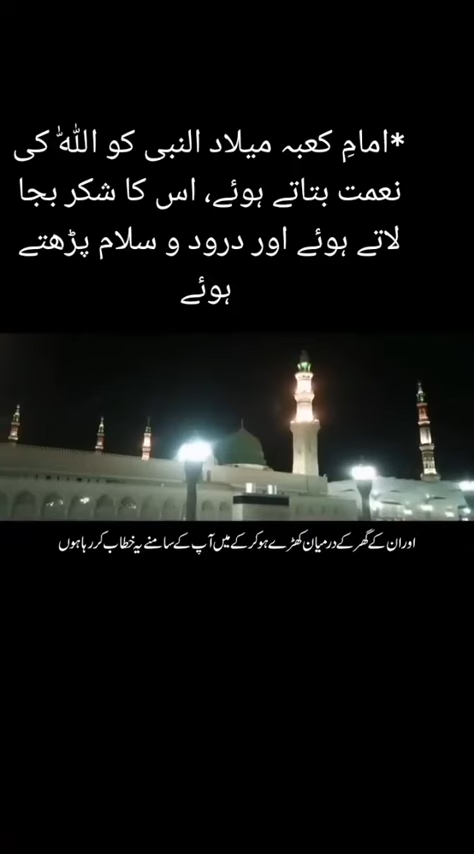 *امامِ کعبہ میلاد النبی کو اللہ کی
نعمت بتاتے ہوئے، اس کا شکر بجا
لاتے ہوئے اور درود و سلام پڑھتے
ہوئے
اور ان کے گھر کے درمیان کھڑے ہو کر کے میں آپ کے سامنے یہ خطاب کر رہا ہوں